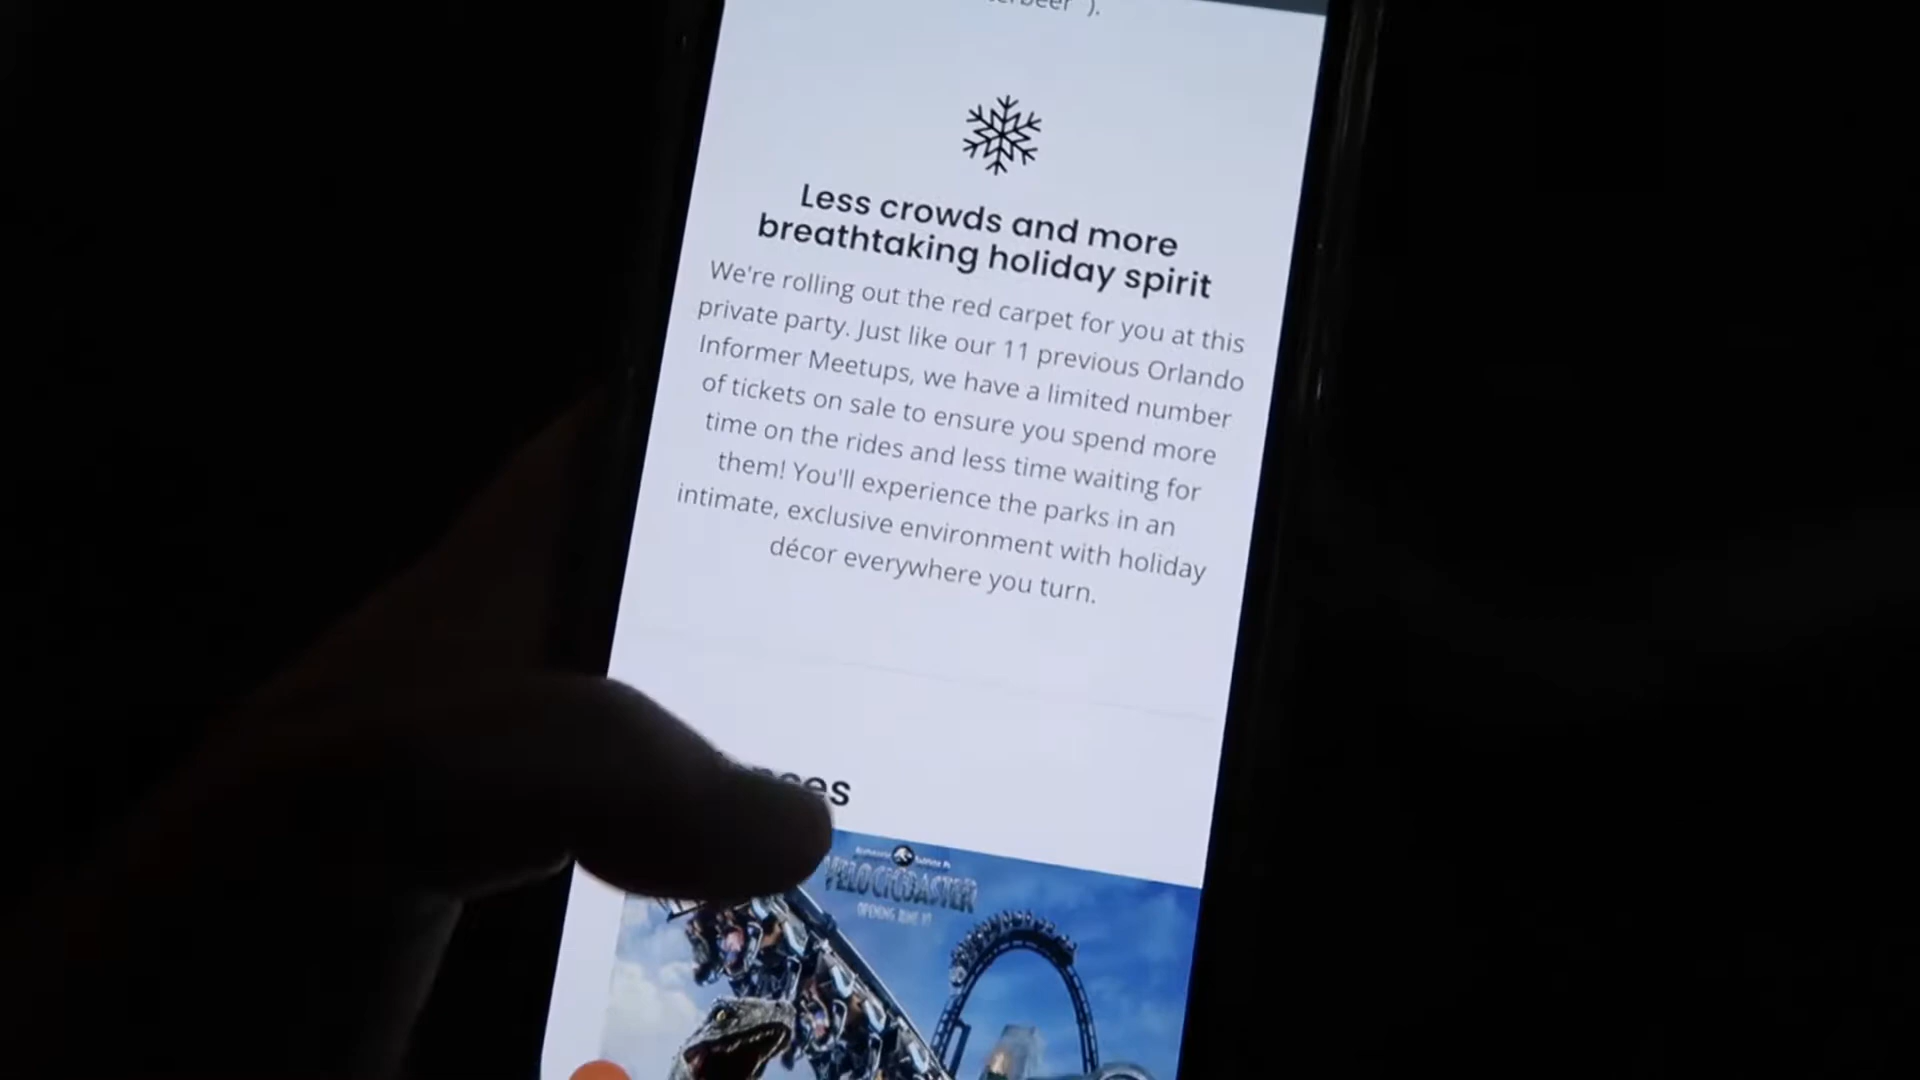 ).
Less crowds and more
breathtaking holiday spirit
We're rolling out the red carpet for you at this
private party. Just like our 11 previous Orlando
Informer Meetups, we have a limited number
of tickets on sale to ensure you spend more
time on the rides and less time waiting for
them! You'll experience the parks in an
intimate, exclusive environment with holiday
décor everywhere you turn.
VELOCICOASTER